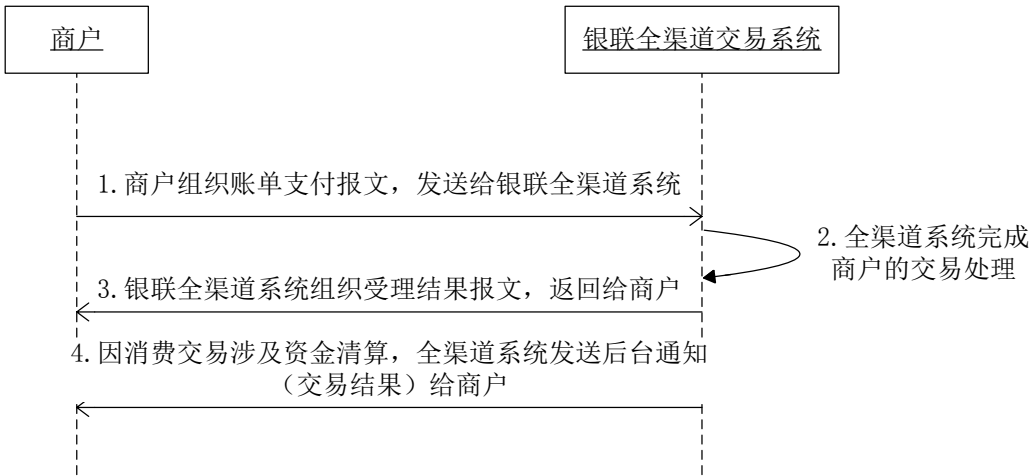 商户
银联全渠道交易系统
1.商户组织账单支付报文，发送给银联全渠道系统
2.全渠道系统完成
商户的交易处理
3.银联全渠道系统组织受理结果报文，返回给商户
4.因消费交易涉及资金清算，全渠道系统发送后台通知
（交易结果）给商户